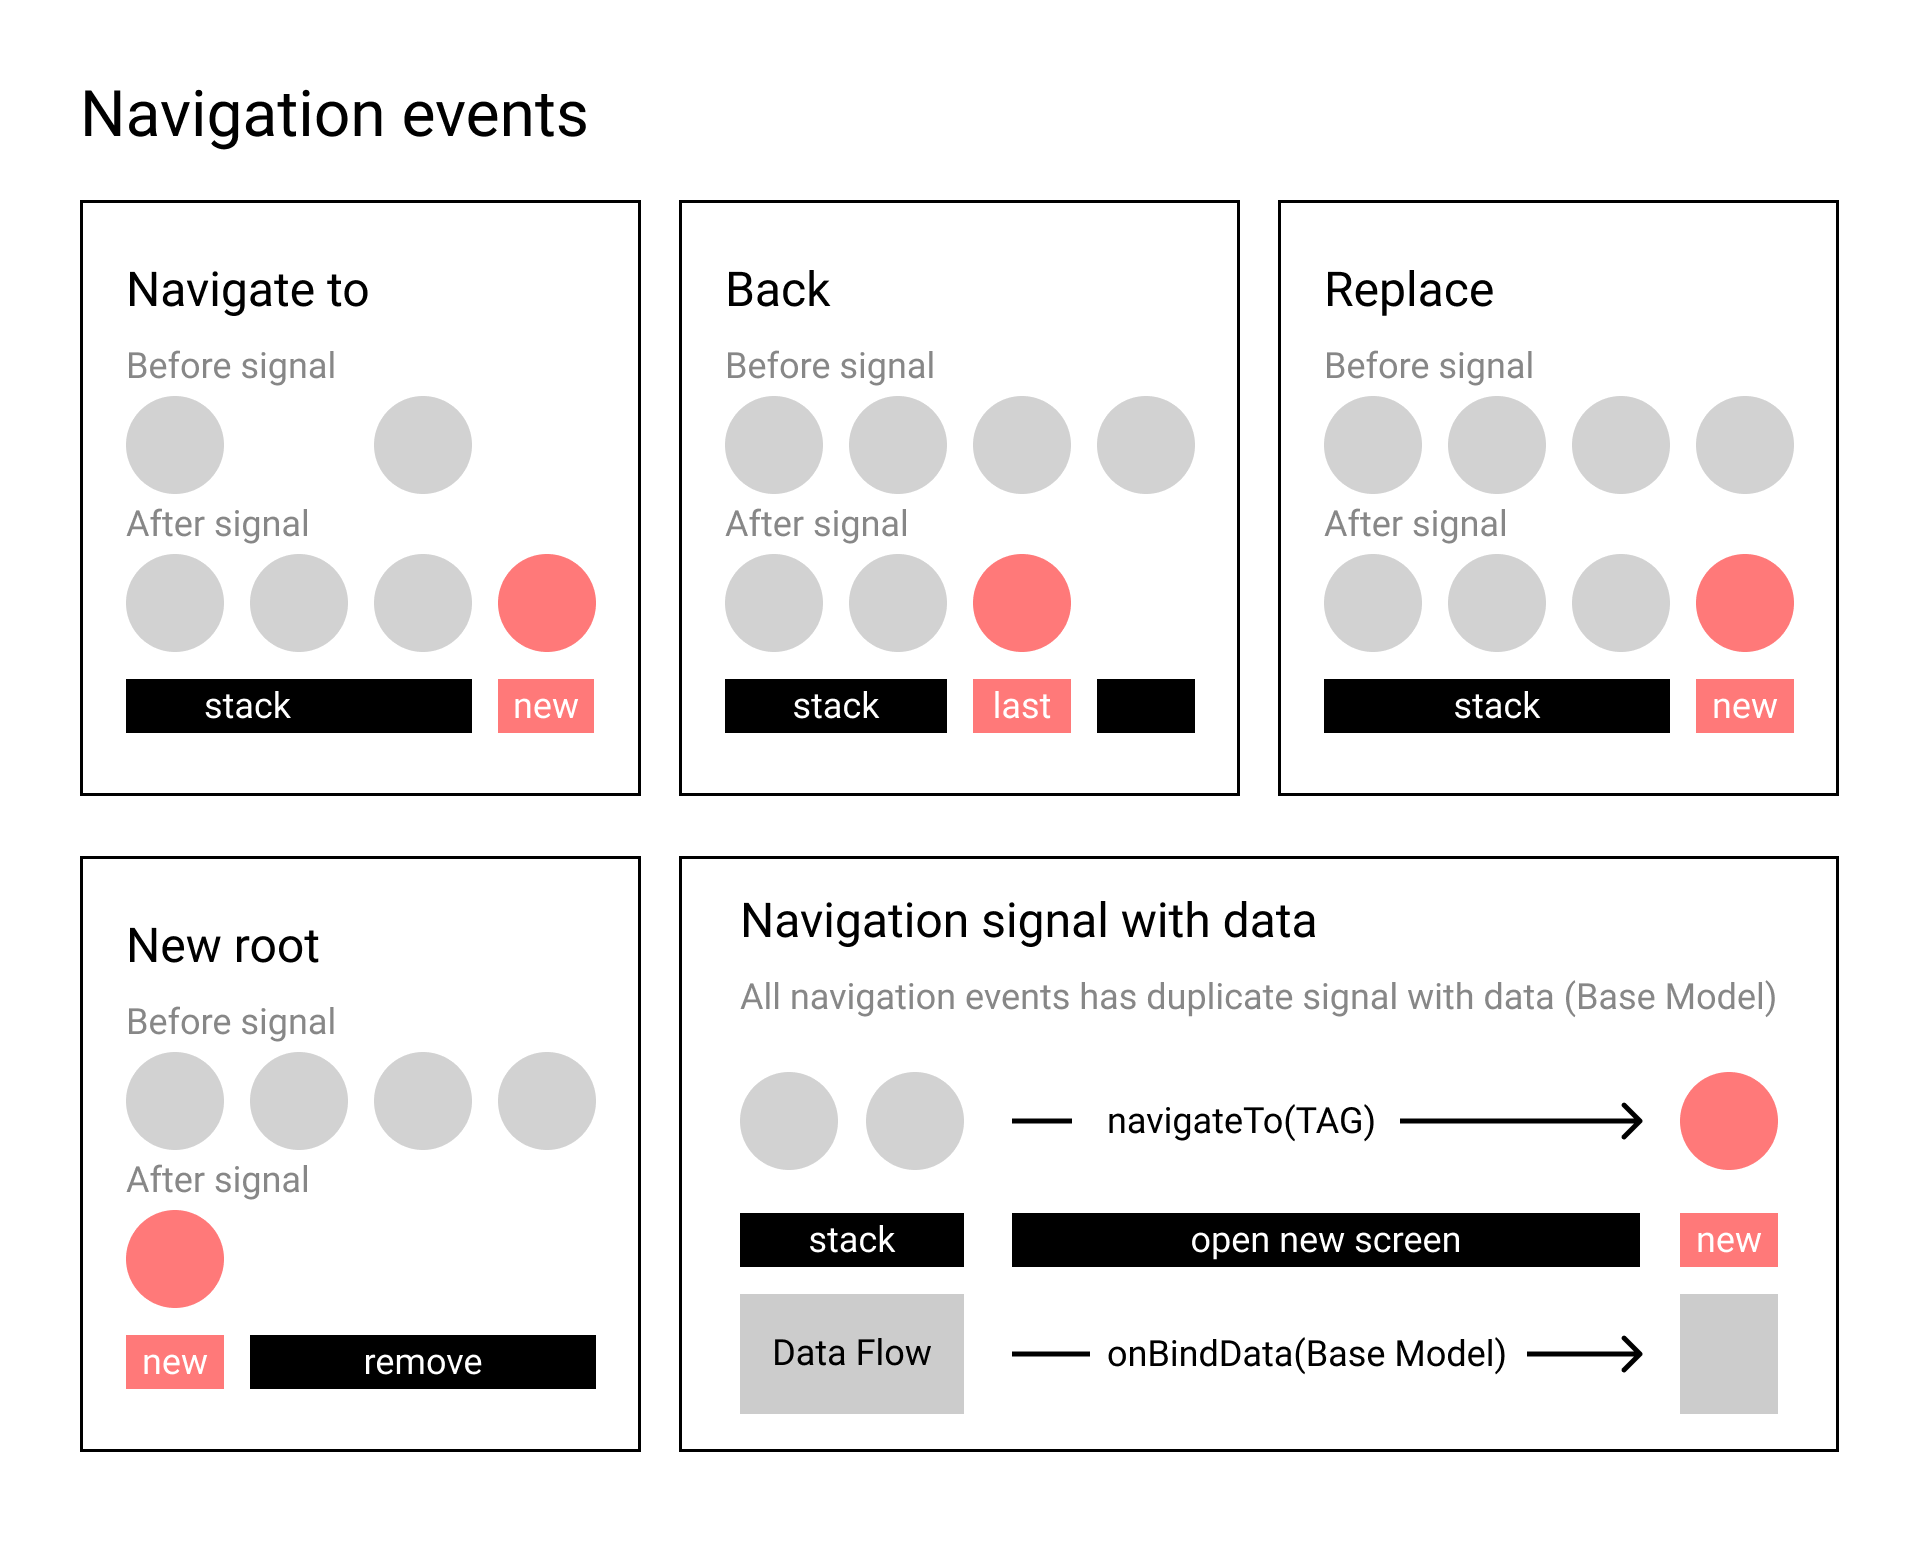 Navigation events
Navigate to
Before signal
After signal
stack
new
Back
Before signal
After signal
stack
last
Replace
Before signal
After signal
stack
new
New root
Before signal
After signal
new
remove
Navigation signal with data
All navigation events has duplicate signal with data (Base Model)
navigateTo(TAG)
stack
open new screen
new
Data Flow
onBindData(Base Model)